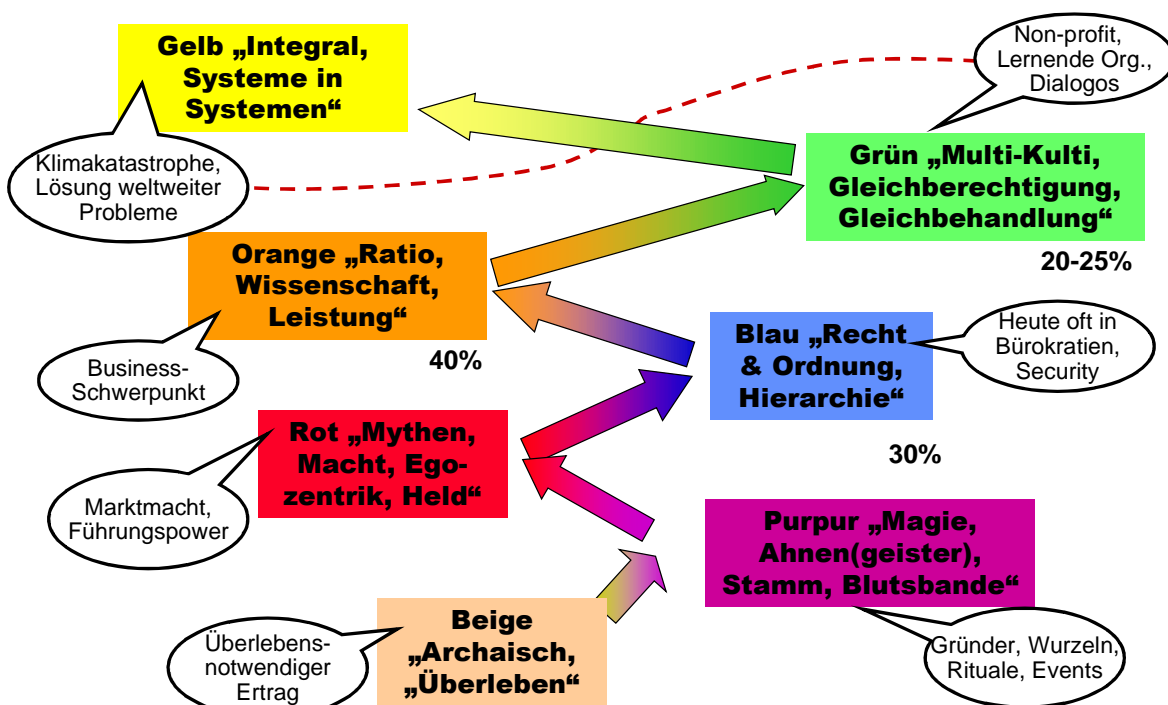 Gelb „Integral,
Systeme in
Systemen“
Non-profit,
Lernende Org.,
Dialogos
Klimakatastrophe,
Lösung weltweiter
Probleme
Grün „Multi-Kulti,
Gleichberechtigung,
Gleichbehandlung“
20-25%
Orange „Ratio,
Wissenschaft,
Leistung“
40%
Business-
Schwerpunkt
Blau „Recht
& Ordnung,
Hierarchie“
30%
Heute oft in
Bürokratien,
Security
Rot „Mythen,
Macht, Ego-
zentrik, Held“
Marktmacht,
Führungspower
Purpur „Magie,
Ahnen(geister),
Stamm, Blutsbande“
Gründer, Wurzeln,
Rituale, Events
Beige
„Archaisch,
„Überleben“
Überlebens-
notwendiger
Ertrag